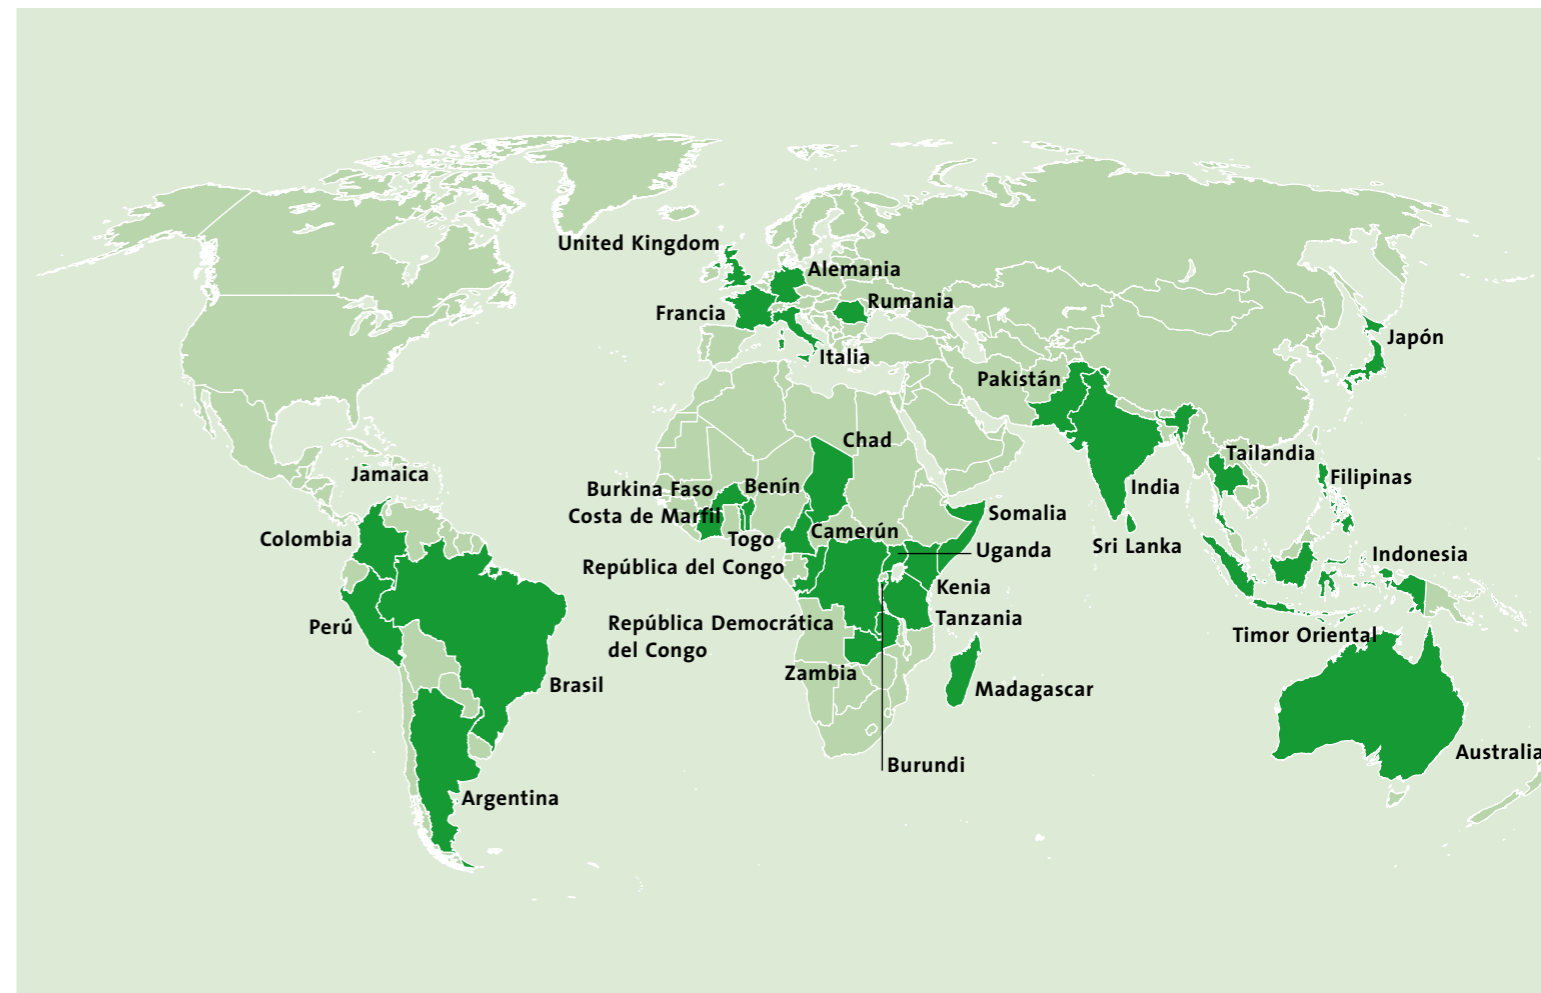 United Kingdom
Alemania
Rumania
Francia
Japón
Italia
Pakistán
Chad
Tailandia
Jamaica
Filipinas
Burkina Faso
Benín
India
Costa de Marfil
Somalia
Camerún
Colombia
Togo
Sri Lanka
Uganda
Indonesia
República del Congo
Kenia
Tanzania
República Democrática
del Congo
Perú
Timor Oriental
Zambia
Brasil
Madagascar
Australia
Burundi
Argentina